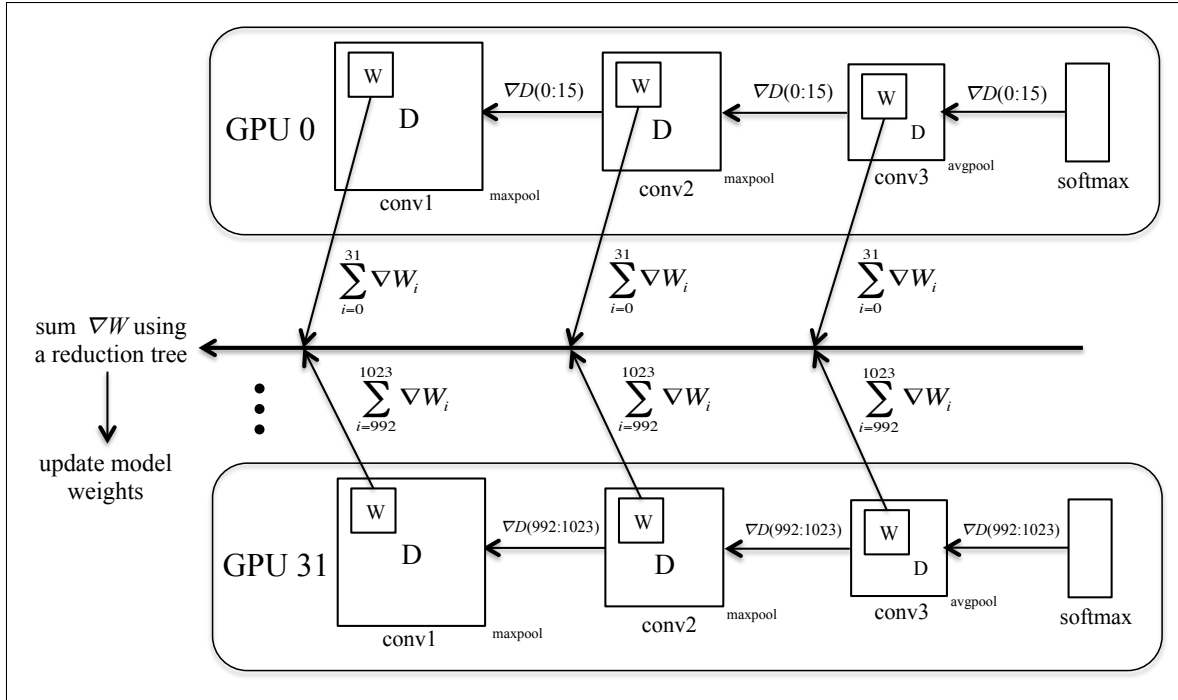 W
W
W
∇D(0:15)
∇D(0:15)
∇D(0:15)
D
D
D
GPU 0
conv1
maxpool
conv2
maxpool
conv3
avgpool
softmax
31
∑ ∇W_i
i=0
31
∑ ∇W_i
i=0
31
∑ ∇W_i
i=0
sum ∇W using
a reduction tree
update model
weights
1023
∑ ∇W_i
i=992
1023
∑ ∇W_i
i=992
1023
∑ ∇W_i
i=992
W
W
W
∇D(992:1023)
∇D(992:1023)
∇D(992:1023)
D
D
D
GPU 31
conv1
maxpool
conv2
maxpool
conv3
avgpool
softmax